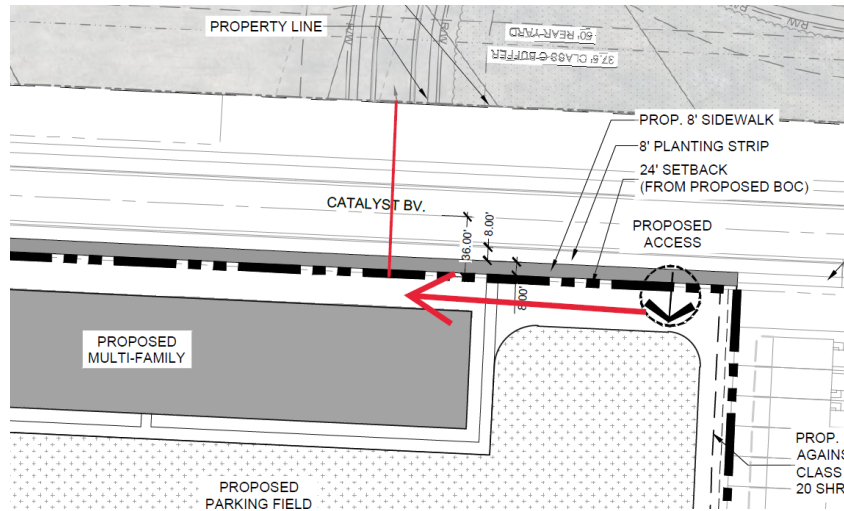 R/W
R/W
R/W
PROPERTY LINE
50' REAR YARD
37.5' CLASS C BUFFER
PROP. 8' SIDEWALK
8' PLANTING STRIP
24' SETBACK
(FROM PROPOSED BOC)
CATALYST BV.
36.00'
8.00'
8.00'
PROPOSED
ACCESS
PROPOSED
MULTI-FAMILY
PROPOSED
PARKING FIELD
PROP.
AGAINS
CLASS
20 SHR